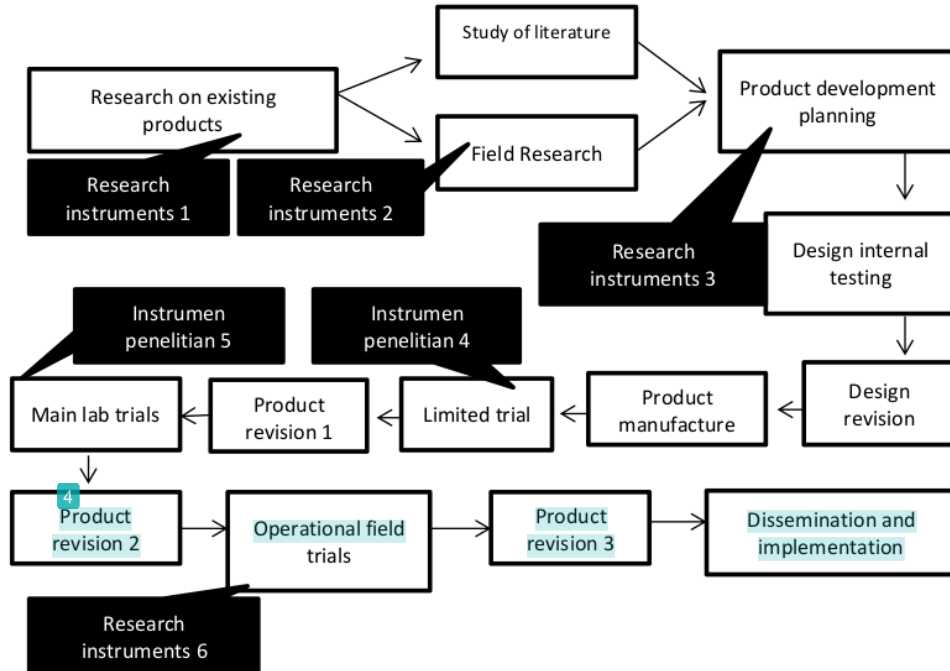 Study of literature
Research on existing
products
Field Research
Product development
planning
Research
instruments 1
Research
instruments 2
Research
instruments 3
Design internal
testing
Instrumen
penelitian 5
Instrumen
penelitian 4
Main lab trials
Product
revision 1
Limited trial
Product
manufacture
Design
revision
4
Product
revision 2
Operational field
trials
Product
revision 3
Dissemination and
implementation
Research
instruments 6